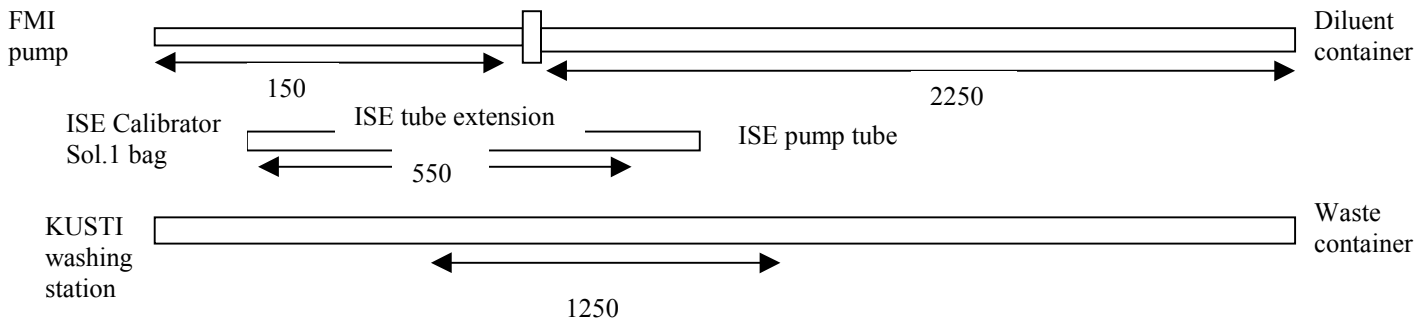 FMI
pump
Diluent
container
150
2250
ISE Calibrator
Sol.1 bag
ISE tube extension
ISE pump tube
550
KUSTI
washing
station
Waste
container
1250